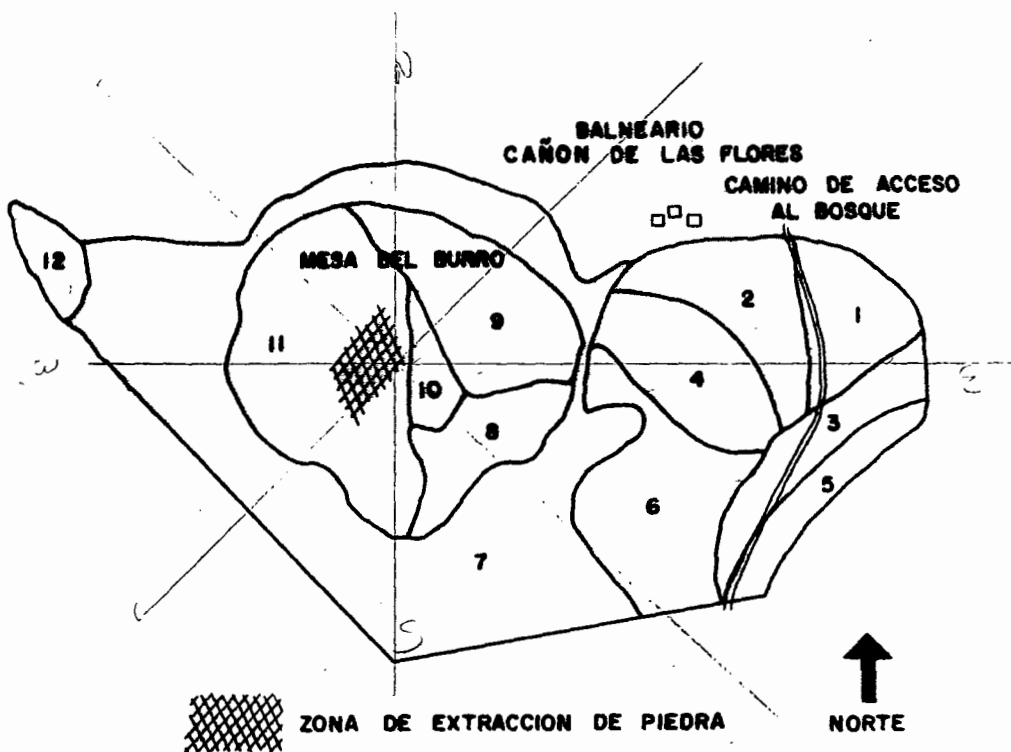 N
BALNEARIO
CAÑON DE LAS FLORES
CAMINO DE ACCESO
AL BOSQUE
12
MESA DEL BURRO
2
1
9
11
W
E
4
10
3
8
5
6
7
S
ZONA DE EXTRACCION DE PIEDRA
NORTE